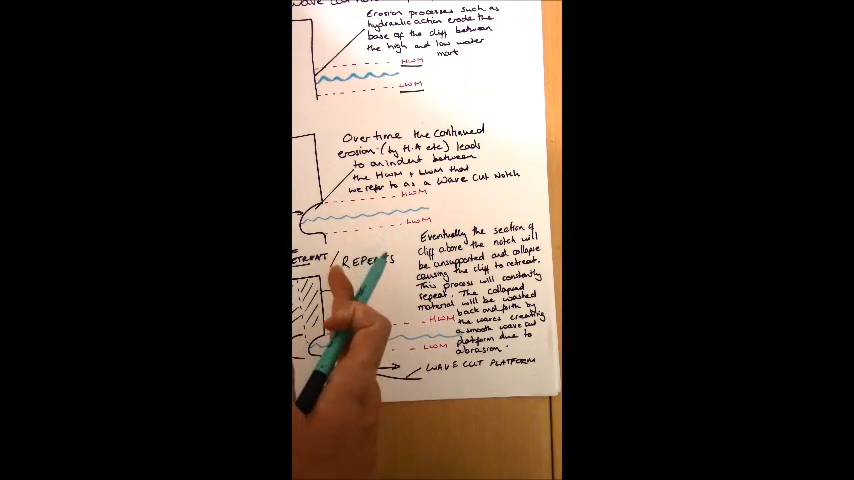 wave cut
Erosion processes such as
hydraulic action erode the
base of the cliff between
the high and low water
mart
HWM
LWM
Over time the continued
erosion (by H.A etc) leads
to an indent between
the HWM + LWM that
we refer to as a Wave Cut Notch
HWM
LWM
RETREAT / REPEATS
Eventually the section of
cliff above the notch will
be unsupported and collapse
causing the cliff to retreat.
This process will constantly
repeat. The collapsed
material will be washed
back and forth by
the waves creating
a smooth wave cut
platform due to
abrasion.
HWM
LWM
WAVE CUT PLATFORM